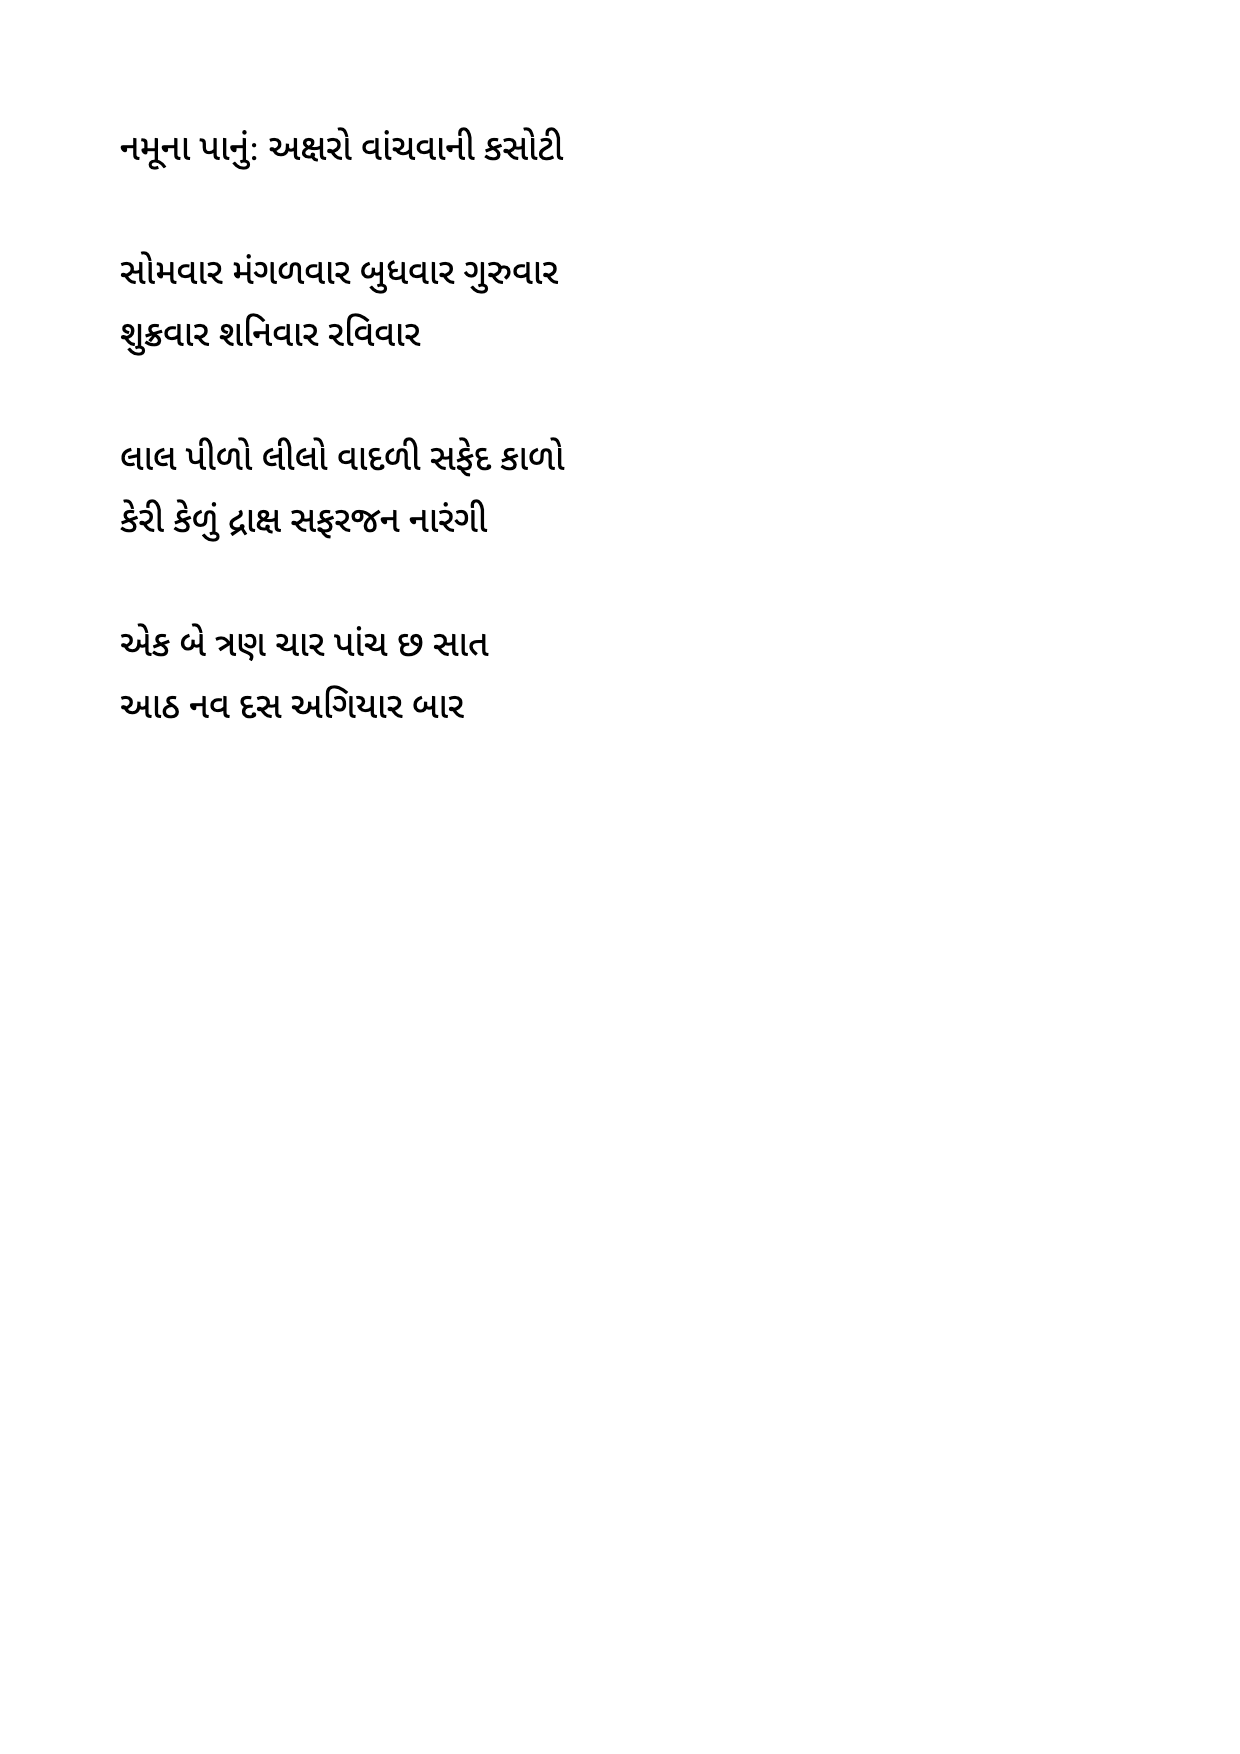 નમૂના પાનું: અક્ષરો વાંચવાની કસોટી
સોમવાર મંગળવાર બુધવાર ગુરુવાર
શુક્રવાર શનિવાર રવિવાર
લાલ પીળો લીલો વાદળી સફેદ કાળો
કેરી કેળું દ્રાક્ષ સફરજન નારંગી
એક બે ત્રણ ચાર પાંચ છ સાત
આઠ નવ દસ અગિયાર બાર